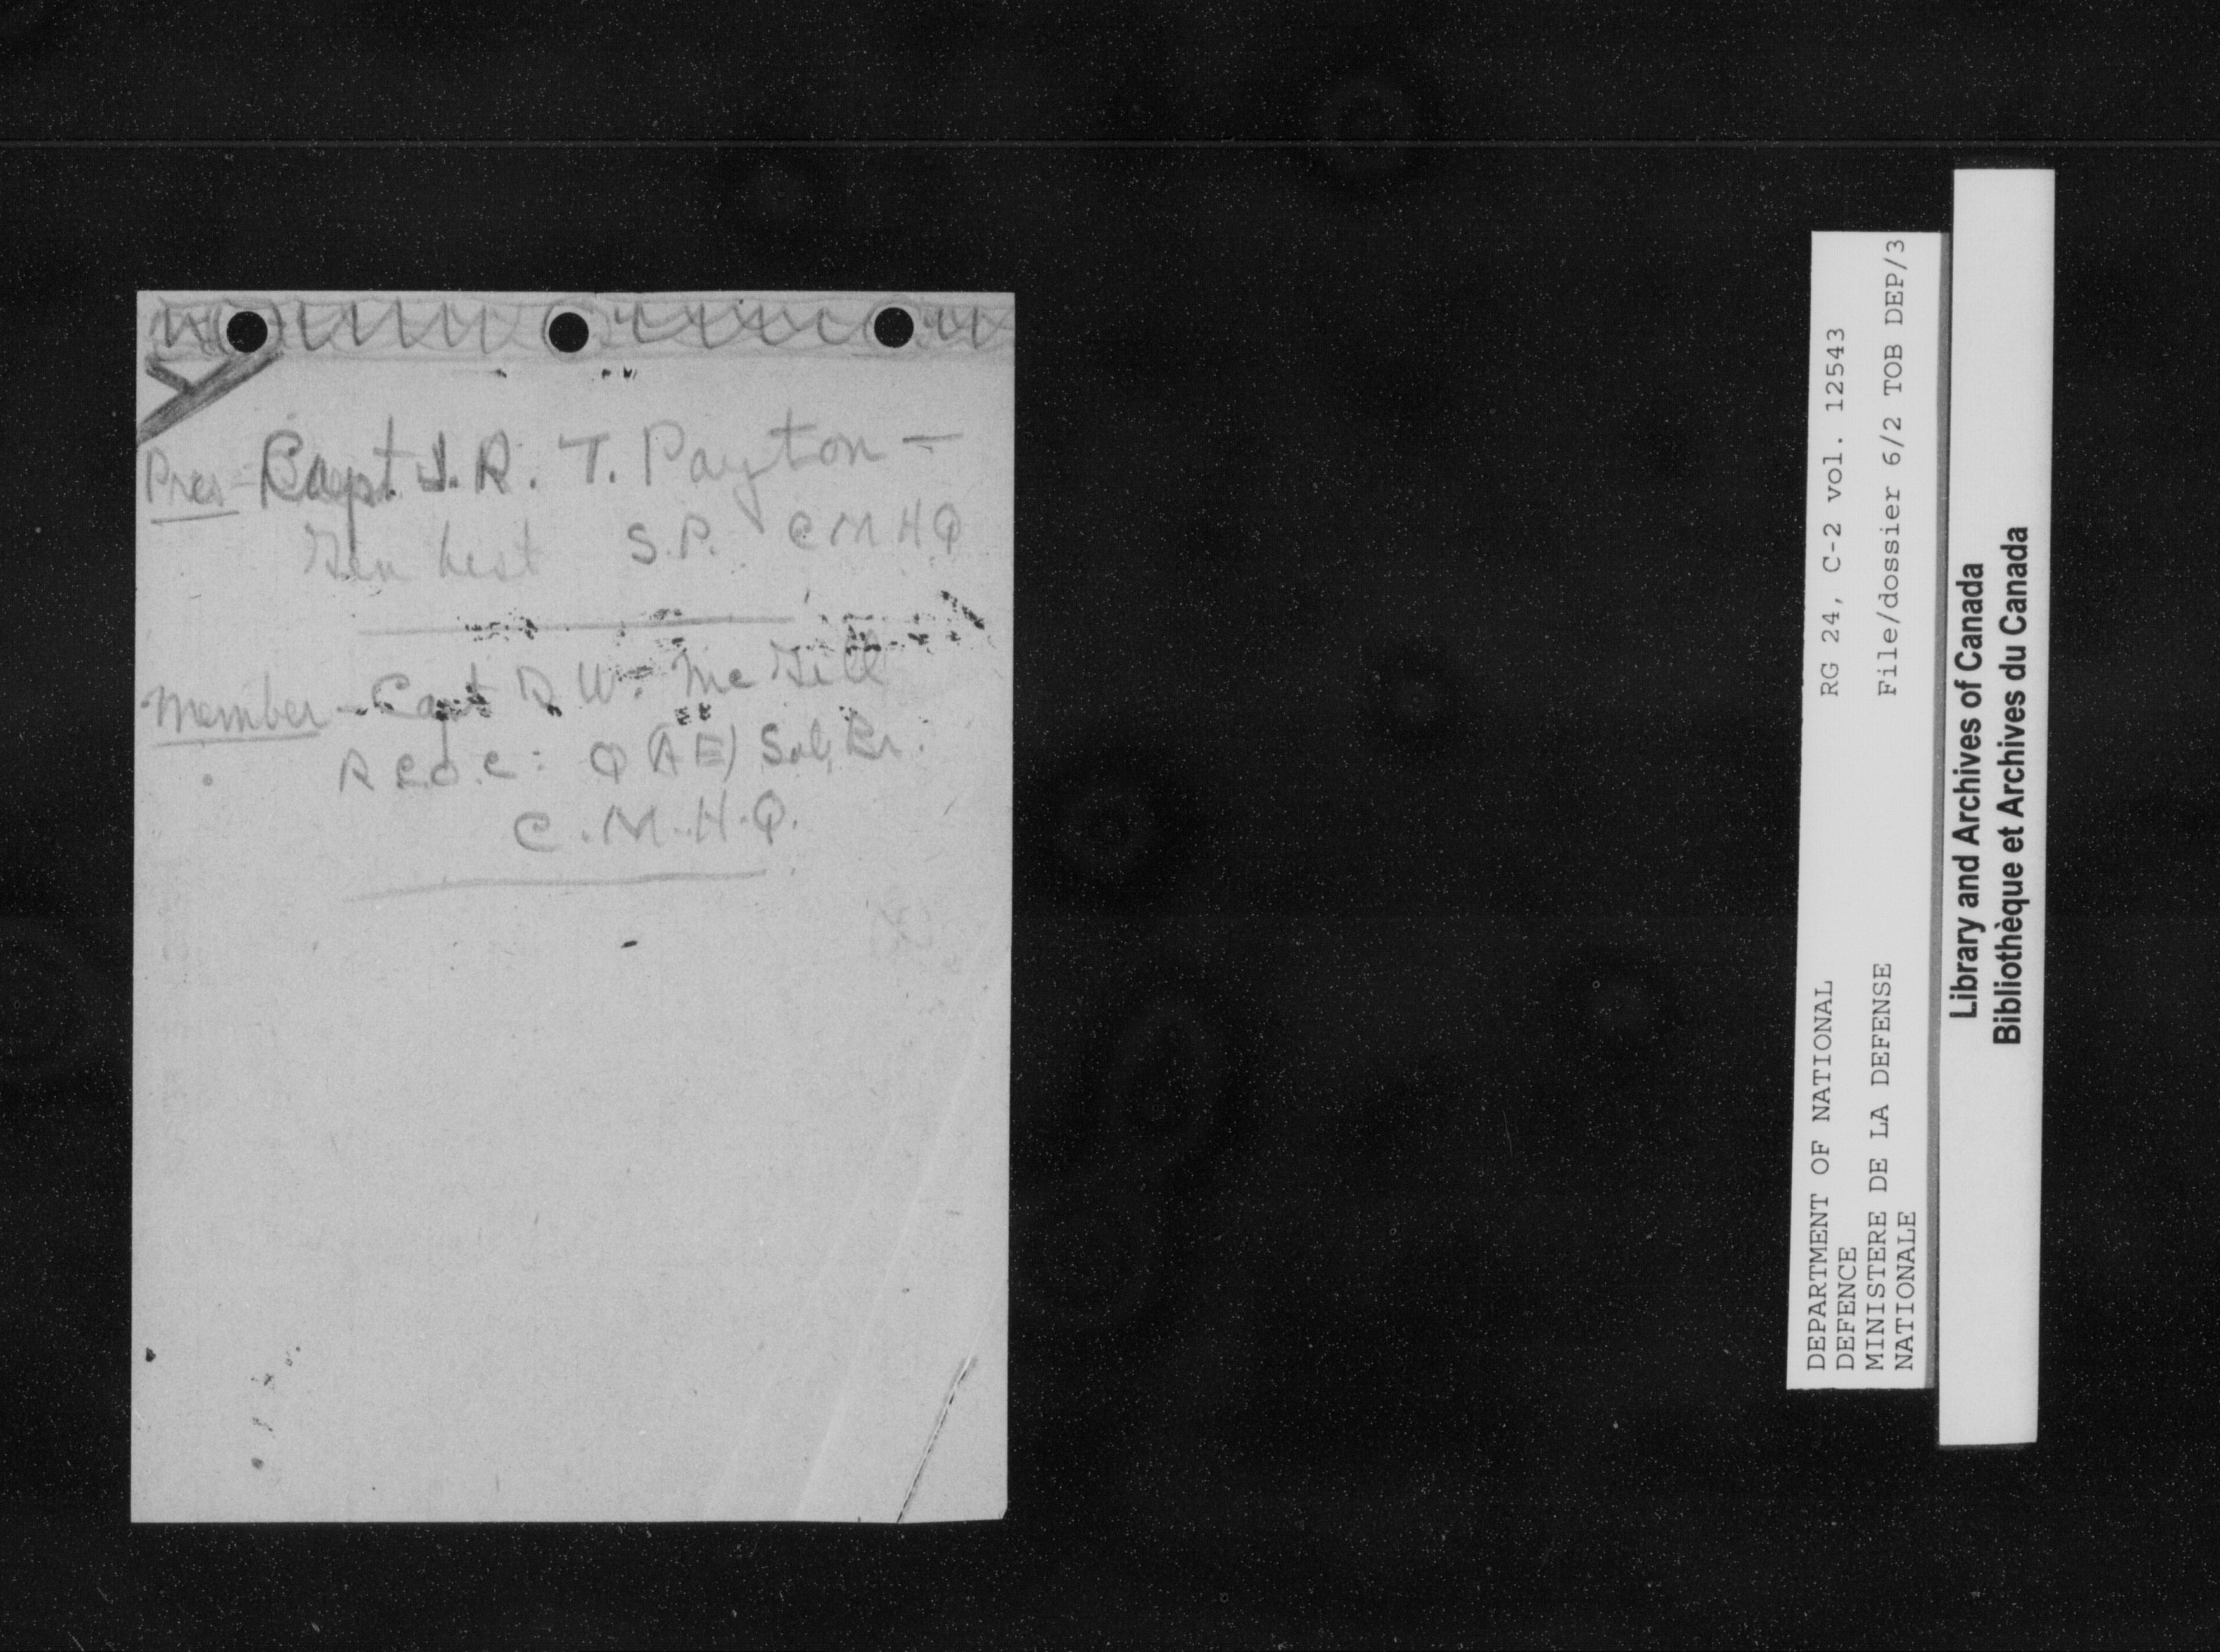 Pres - Capt. J. R. T. Payton -
Gen List S.P. CMHQ
Member - Capt D W. McGill
R.C.O.C: Q (AE) Sub, Br.
C.M.H.Q.
RG 24, C-2 vol. 12543
File/dossier 6/2 TOB DEP/3
DEPARTMENT OF NATIONAL
DEFENCE
MINISTERE DE LA DEFENSE
NATIONALE
Library and Archives of Canada
Bibliothèque et Archives du Canada